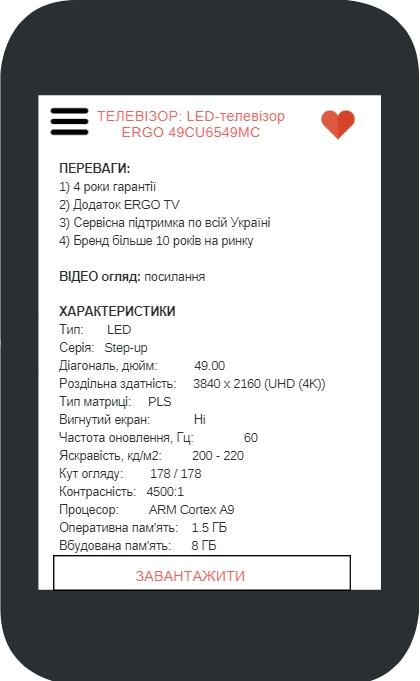 ТЕЛЕВІЗОР: LED-телевізор
ERGO 49CU6549MC
ПЕРЕВАГИ:
1) 4 роки гарантії
2) Додаток ERGO TV
3) Сервісна підтримка по всій Україні
4) Бренд більше 10 років на ринку
ВІДЕО огляд: посилання
ХАРАКТЕРИСТИКИ
Тип: LED
Серія: Step-up
Діагональ, дюйм: 49.00
Роздільна здатність: 3840 x 2160 (UHD (4K))
Тип матриці: PLS
Вигнутий екран: Ні
Частота оновлення, Гц: 60
Яскравість, кд/м2: 200 - 220
Кут огляду: 178 / 178
Контрасність: 4500:1
Процесор: ARM Cortex A9
Оперативна пам'ять: 1.5 ГБ
Вбудована пам'ять: 8 ГБ
ЗАВАНТАЖИТИ